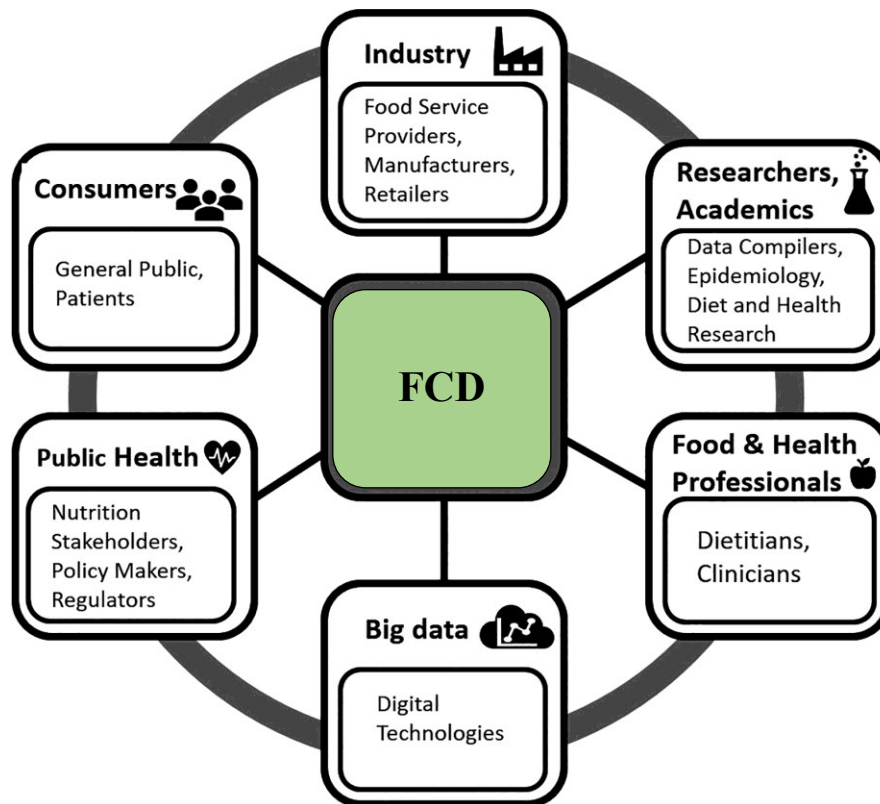 Industry
Food Service
Providers,
Manufacturers,
Retailers
Consumers
General Public,
Patients
Researchers,
Academics
Data Compilers,
Epidemiology,
Diet and Health
Research
FCD
Public Health
Nutrition
Stakeholders,
Policy Makers,
Regulators
Food & Health
Professionals
Dietitians,
Clinicians
Big data
Digital
Technologies